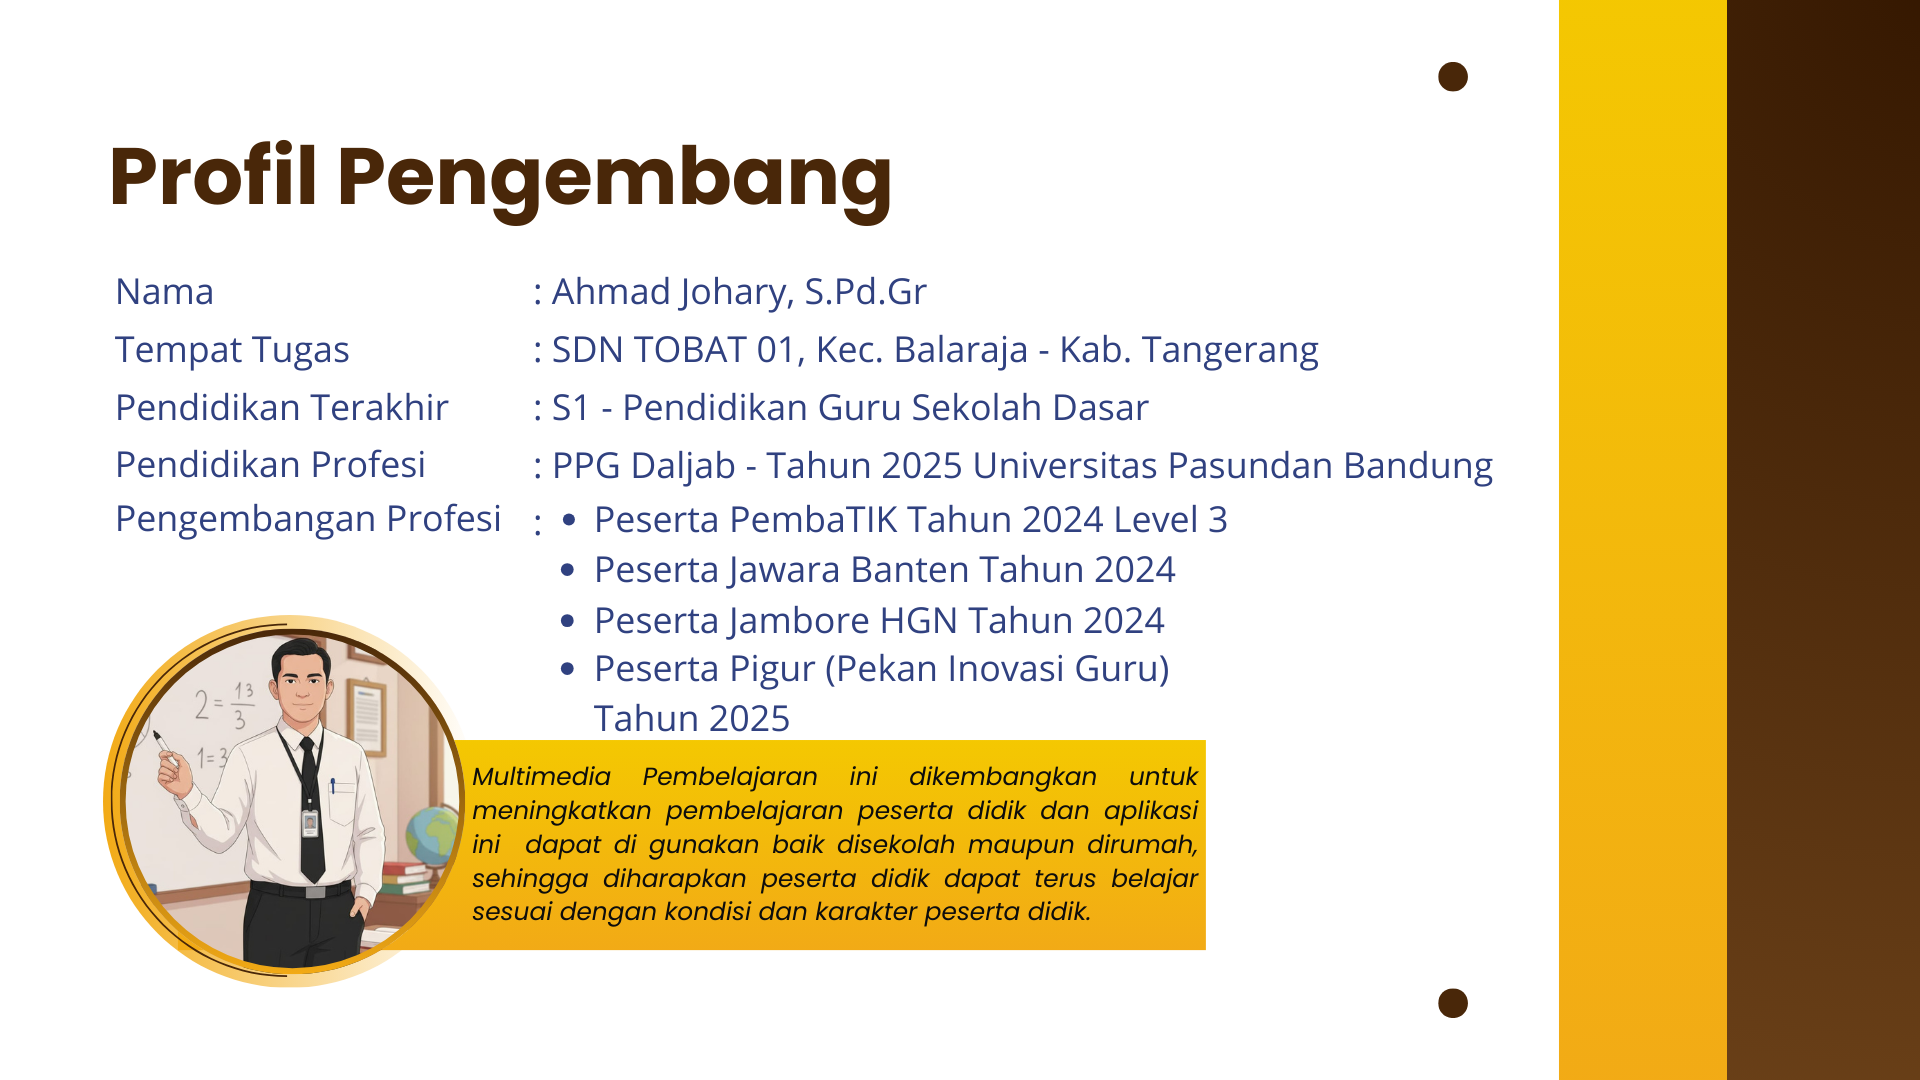 Profil Pengembang
Nama : Ahmad Johary, S.Pd.Gr
Tempat Tugas : SDN TOBAT 01, Kec. Balaraja - Kab. Tangerang
Pendidikan Terakhir : S1 - Pendidikan Guru Sekolah Dasar
Pendidikan Profesi : PPG Daljab - Tahun 2025 Universitas Pasundan Bandung
Pengembangan Profesi : • Peserta PembaTIK Tahun 2024 Level 3
• Peserta Jawara Banten Tahun 2024
• Peserta Jambore HGN Tahun 2024
• Peserta Pigur (Pekan Inovasi Guru)
Tahun 2025
2 = 13/3
1 = 3
Multimedia Pembelajaran ini dikembangkan untuk
meningkatkan pembelajaran peserta didik dan aplikasi
ini dapat di gunakan baik disekolah maupun dirumah,
sehingga diharapkan peserta didik dapat terus belajar
sesuai dengan kondisi dan karakter peserta didik.